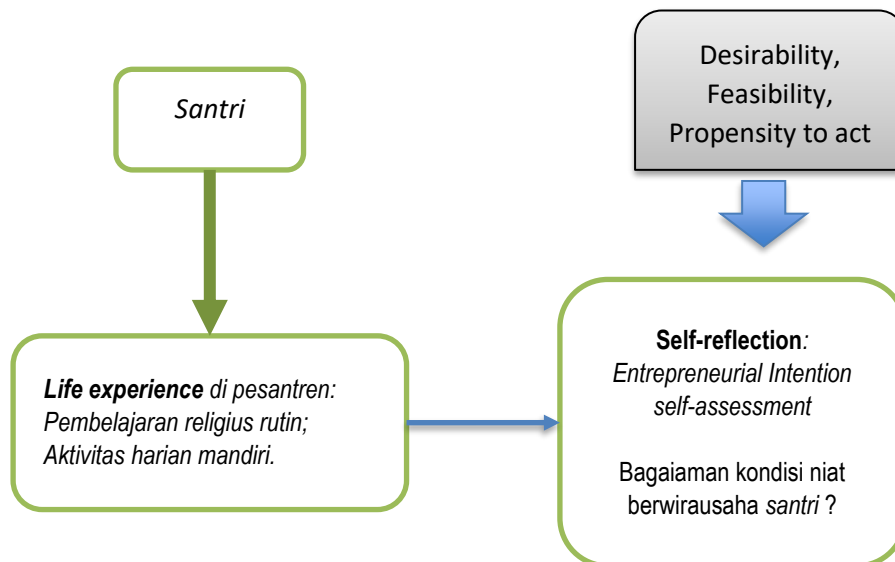 Santri
Desirability,
Feasibility,
Propensity to act
Life experience di pesantren:
Pembelajaran religius rutin;
Aktivitas harian mandiri.
Self-reflection:
Entrepreneurial Intention
self-assessment
Bagaiaman kondisi niat
berwirausaha santri ?